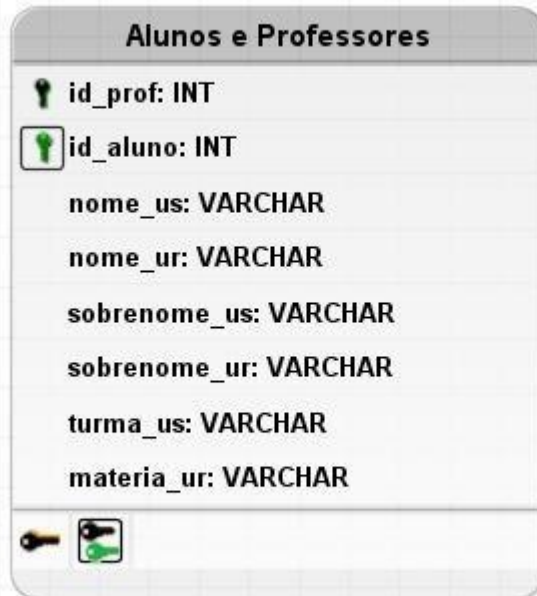 Alunos e Professores
id_prof: INT
id_aluno: INT
nome_us: VARCHAR
nome_ur: VARCHAR
sobrenome_us: VARCHAR
sobrenome_ur: VARCHAR
turma_us: VARCHAR
materia_ur: VARCHAR